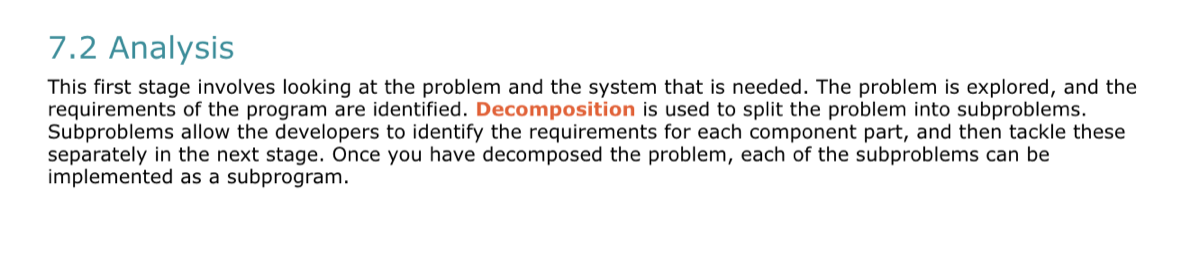 7.2 Analysis
This first stage involves looking at the problem and the system that is needed. The problem is explored, and the
requirements of the program are identified. Decomposition is used to split the problem into subproblems.
Subproblems allow the developers to identify the requirements for each component part, and then tackle these
separately in the next stage. Once you have decomposed the problem, each of the subproblems can be
implemented as a subprogram.